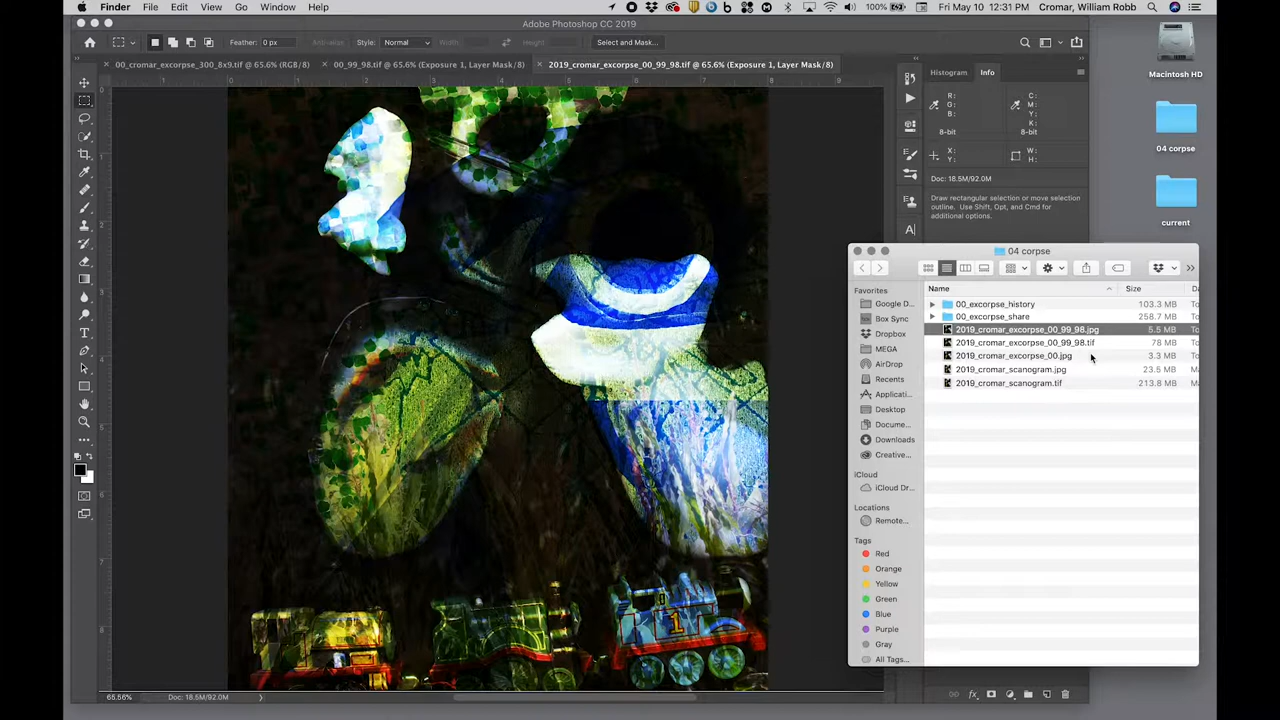 Finder File Edit View Go Window Help
100% Fri May 10 12:31 PM Cromar, William Robb
Adobe Photoshop CC 2019
Feather: 0 px Anti-alias Style: Normal Width: Height: Select and Mask...
00_cromar_excorpse_300_8x9.tif @ 65.6% (RGB/8) 00_99_98.tif @ 65.6% (Exposure 1, Layer Mask/8) 2019_cromar_excorpse_00_99_98.tif @ 65.6% (Exposure 1, Layer Mask/8)
Histogram Info
R: C:
G: M:
B: Y:
K:
8-bit 8-bit
X: W:
Y: H:
Doc: 18.5M/92.0M
Draw rectangular selection or move selection
outline. Use Shift, Opt, and Cmd for
additional options.
Macintosh HD
04 corpse
current
04 corpse
Favorites
Google D...
Box Sync
Dropbox
MEGA
AirDrop
Recents
Applicati...
Desktop
Docume...
Downloads
Creative...
iCloud
iCloud Dr...
Locations
Remote...
Tags
Red
Orange
Yellow
Green
Blue
Purple
Gray
All Tags...
Name Size
00_excorpse_history 103.3 MB
00_excorpse_share 258.7 MB
2019_cromar_excorpse_00_99_98.jpg 5.5 MB
2019_cromar_excorpse_00_99_98.tif 78 MB
2019_cromar_excorpse_00.jpg 3.3 MB
2019_cromar_scanogram.jpg 23.5 MB
2019_cromar_scanogram.tif 213.8 MB
1
65.56% Doc: 18.5M/92.0M